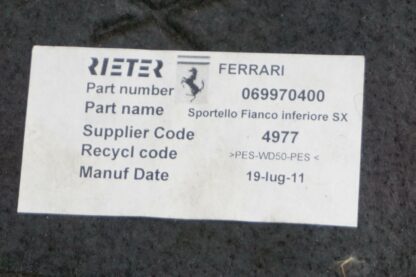 RIETER FERRARI
Part number 069970400
Part name Sportello Fianco inferiore SX
Supplier Code 4977
Recycl code >PES-WD50-PES <
Manuf Date 19-lug-11